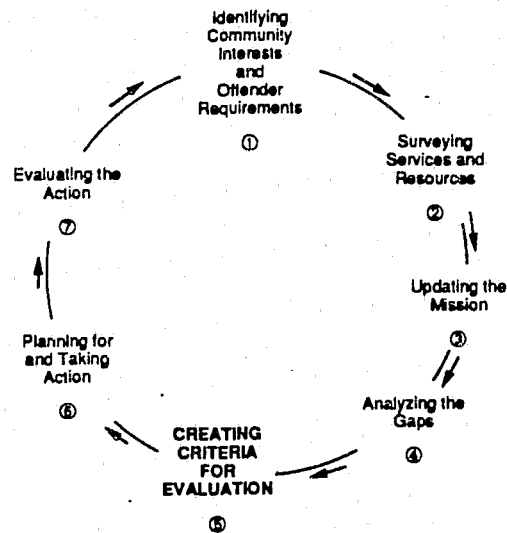 Identifying
Community
Interests
and
Offender
Requirements
①
Surveying
Services and
Resources
②
Updating the
Mission
③
Analyzing the
Gaps
④
CREATING
CRITERIA
FOR
EVALUATION
⑤
Planning for
and Taking
Action
⑥
Evaluating the
Action
⑦